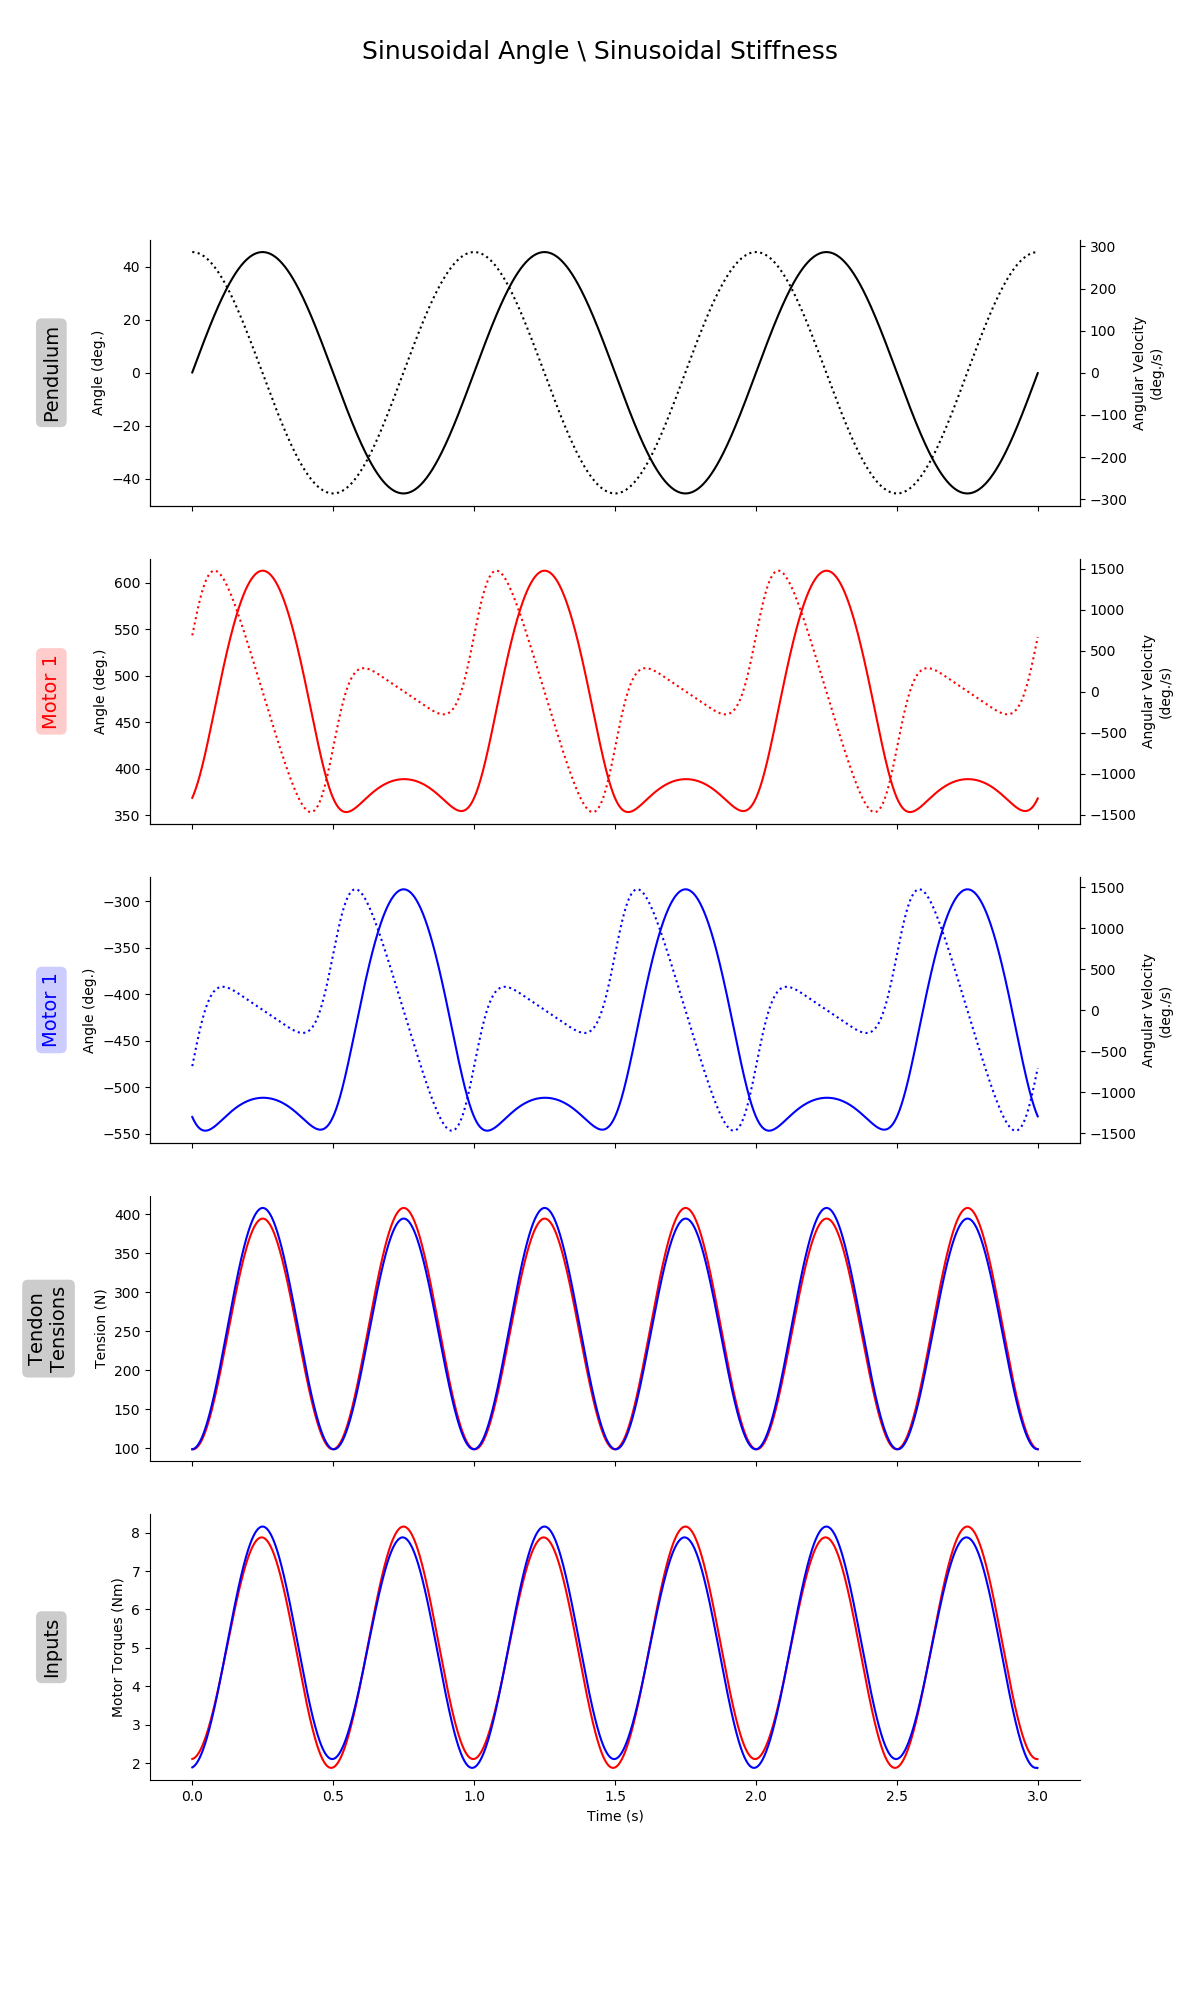 Sinusoidal Angle \ Sinusoidal Stiffness
Pendulum
Angle (deg.)
40
20
0
−20
−40
300
200
100
0
−100
−200
−300
Angular Velocity
(deg./s)
Motor 1
Angle (deg.)
600
550
500
450
400
350
1500
1000
500
0
−500
−1000
−1500
Angular Velocity
(deg./s)
Motor 1
Angle (deg.)
−300
−350
−400
−450
−500
−550
1500
1000
500
0
−500
−1000
−1500
Angular Velocity
(deg./s)
Tendon
Tensions
Tension (N)
400
350
300
250
200
150
100
Inputs
Motor Torques (Nm)
8
7
6
5
4
3
2
0.0 0.5 1.0 1.5 2.0 2.5 3.0
Time (s)